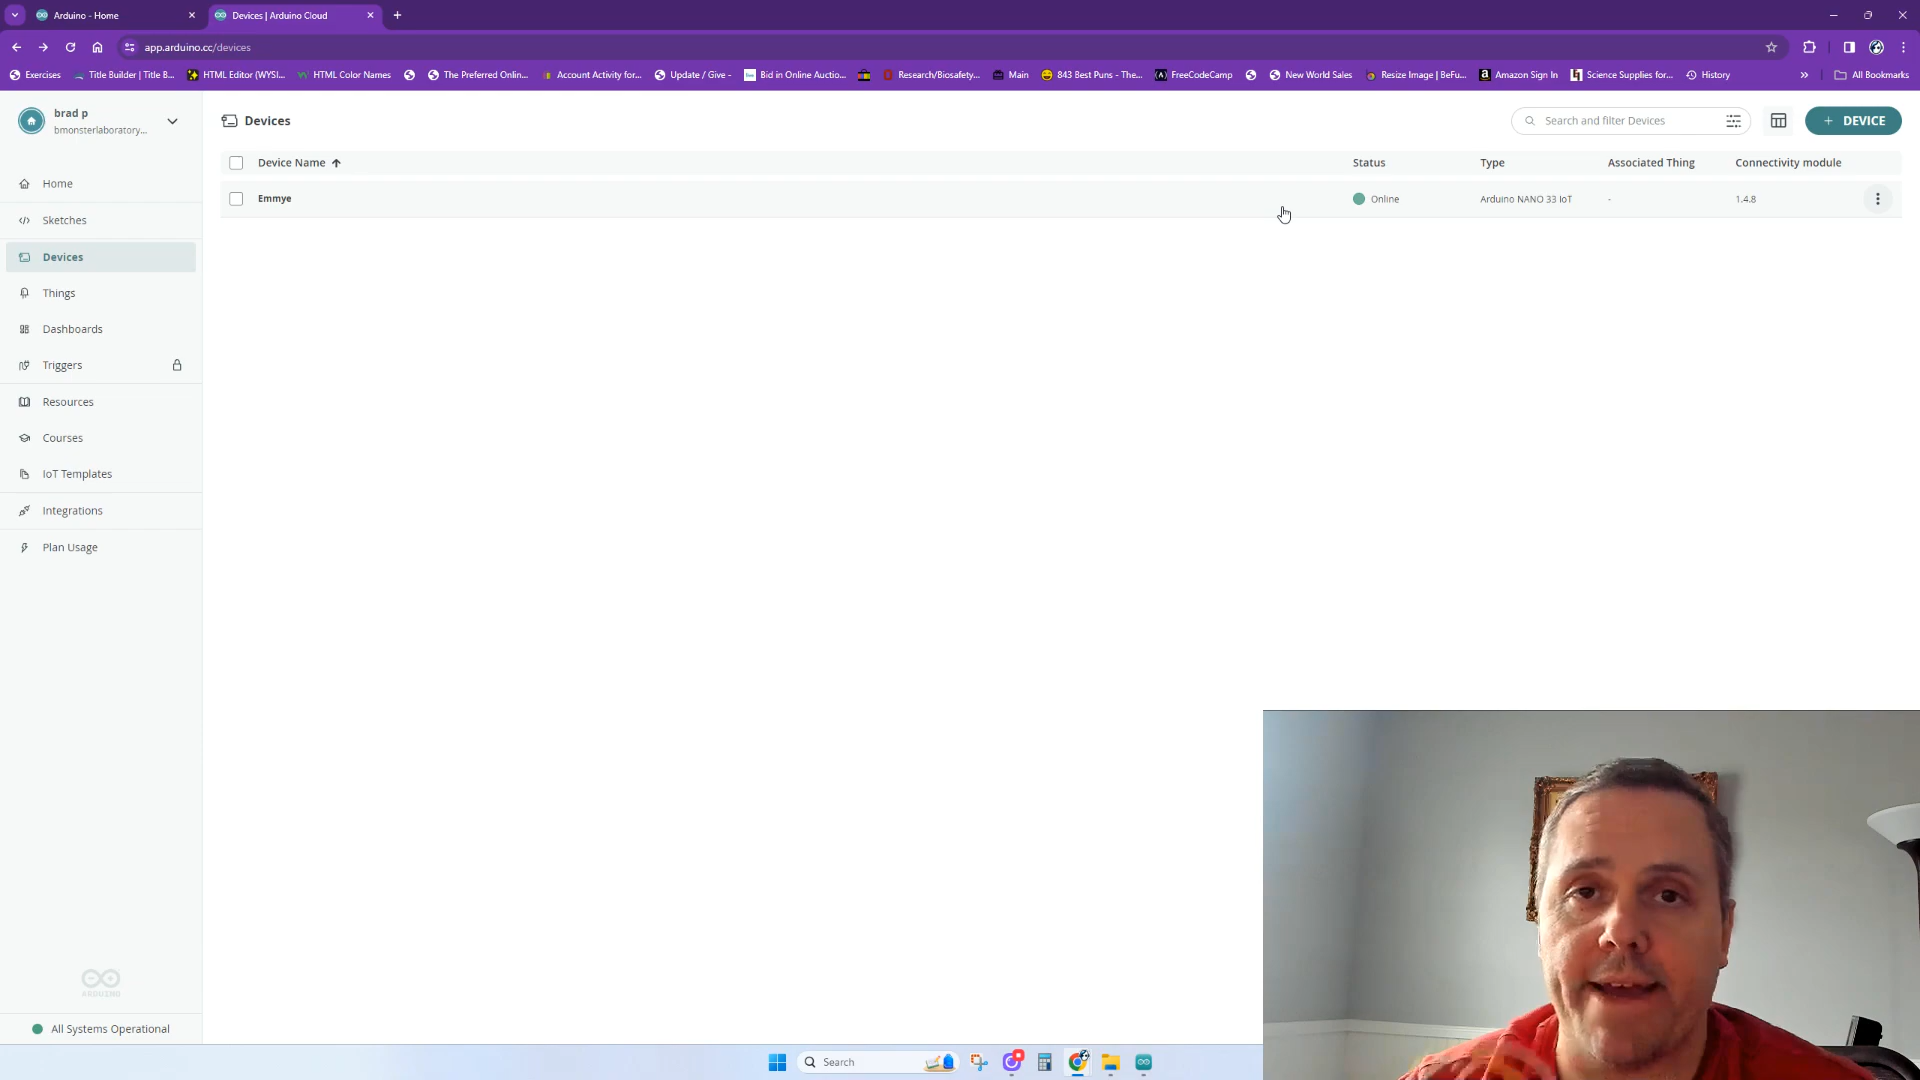 Arduino - Home
Devices | Arduino Cloud
app.arduino.cc/devices
Exercises
Title Builder | Title B...
HTML Editor (WYSI...
HTML Color Names
The Preferred Onlin...
Account Activity for...
Update / Give -
Bid in Online Auctio...
Research/Biosafety...
Main
843 Best Puns - The...
FreeCodeCamp
New World Sales
Resize Image | BeFu...
Amazon Sign In
Science Supplies for...
History
All Bookmarks
brad p
bmonsterlaboratory...
Home
Sketches
Devices
Things
Dashboards
Triggers
Resources
Courses
IoT Templates
Integrations
Plan Usage
ARDUINO
All Systems Operational
Devices
Search and filter Devices
+ DEVICE
Device Name
Status
Type
Associated Thing
Connectivity module
Emmye
Online
Arduino NANO 33 IoT
-
1.4.8
Search